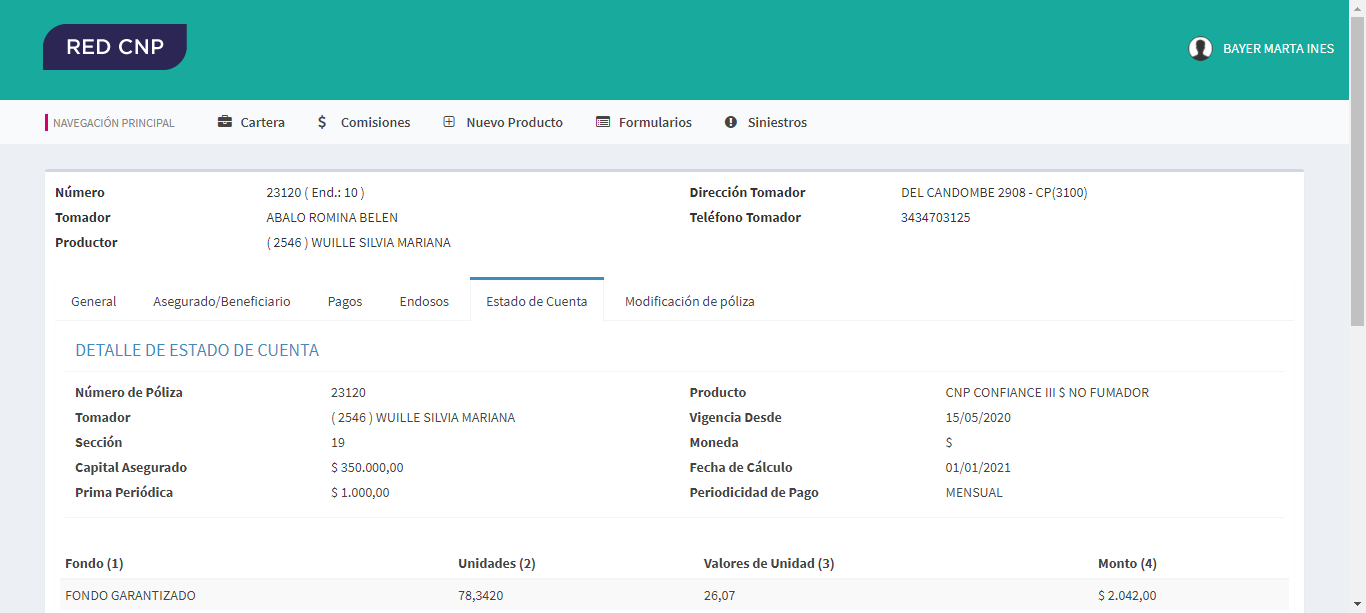 RED CNP
BAYER MARTA INES
NAVEGACIÓN PRINCIPAL Cartera $ Comisiones Nuevo Producto Formularios Siniestros
Número 23120 ( End.: 10 ) Dirección Tomador DEL CANDOMBE 2908 - CP(3100)
Tomador ABALO ROMINA BELEN Teléfono Tomador 3434703125
Productor ( 2546 ) WUILLE SILVIA MARIANA
General Asegurado/Beneficiario Pagos Endosos Estado de Cuenta Modificación de póliza
DETALLE DE ESTADO DE CUENTA
Número de Póliza 23120 Producto CNP CONFIANCE III $ NO FUMADOR
Tomador ( 2546 ) WUILLE SILVIA MARIANA Vigencia Desde 15/05/2020
Sección 19 Moneda $
Capital Asegurado $ 350.000,00 Fecha de Cálculo 01/01/2021
Prima Periódica $ 1.000,00 Periodicidad de Pago MENSUAL
Fondo (1) Unidades (2) Valores de Unidad (3) Monto (4)
FONDO GARANTIZADO 78,3420 26,07 $ 2.042,00